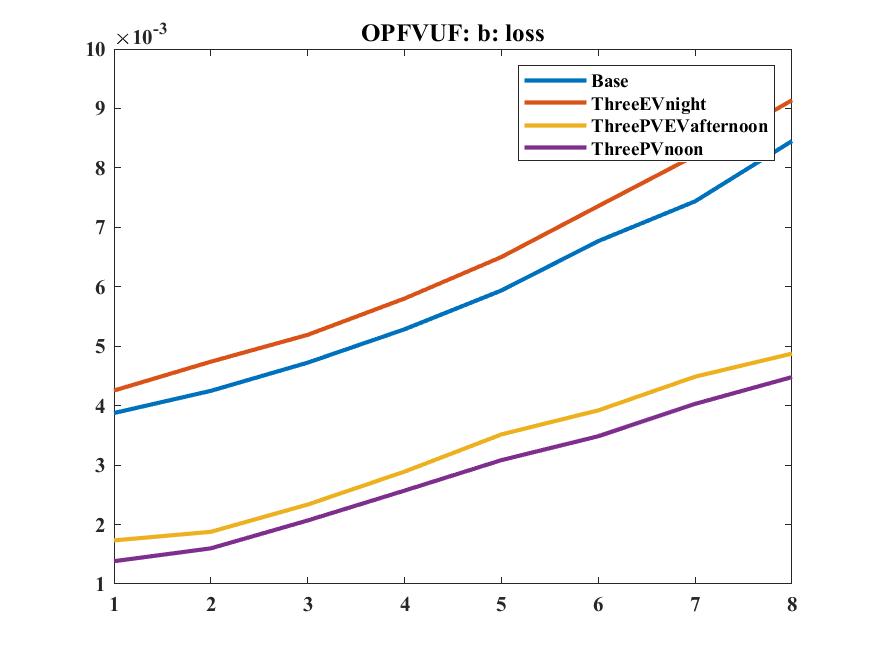 OPFVUF: b: loss
×10⁻³
10
9
8
7
6
5
4
3
2
1
1 2 3 4 5 6 7 8
Base
ThreeEVnight
ThreePVEVafternoon
ThreePVnoon